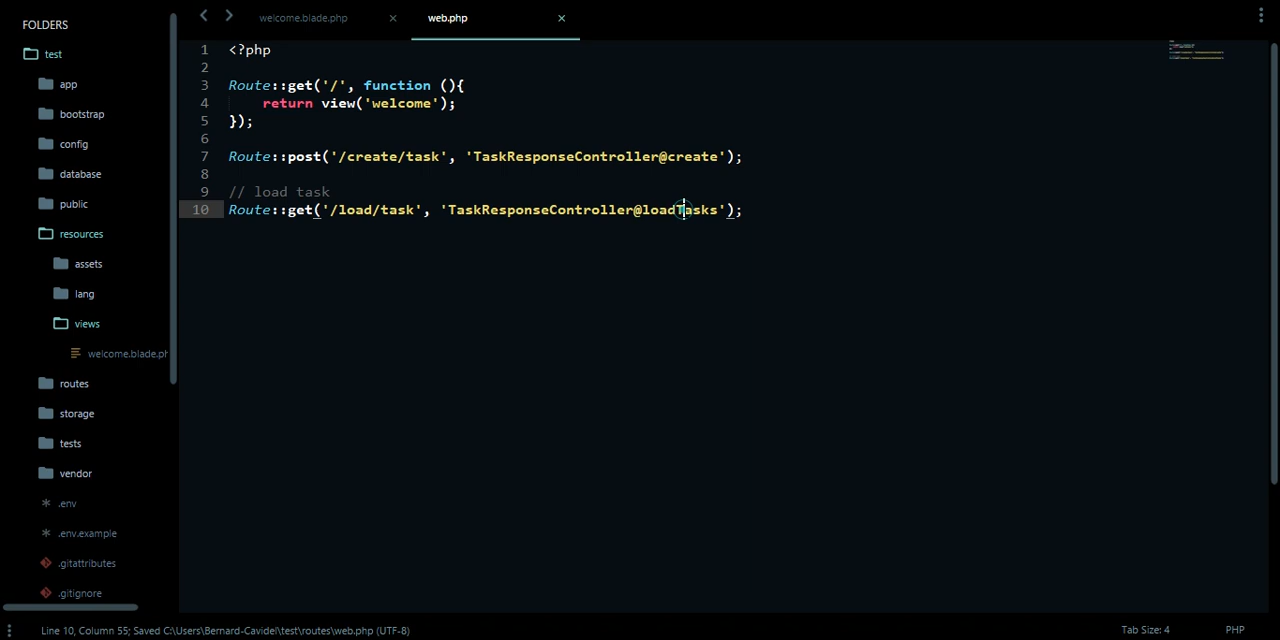 FOLDERS
test
app
bootstrap
config
database
public
resources
assets
lang
views
welcome.blade.ph
routes
storage
tests
vendor
.env
.env.example
.gitattributes
.gitignore
welcome.blade.php
web.php
1 <?php
2
3 Route::get('/', function (){
4 return view('welcome');
5 });
6
7 Route::post('/create/task', 'TaskResponseController@create');
8
9 // load task
10 Route::get('/load/task', 'TaskResponseController@loadTasks');
Line 10, Column 55; Saved C:\Users\Bernard-Cavidel\test\routes\web.php (UTF-8)
Tab Size: 4
PHP